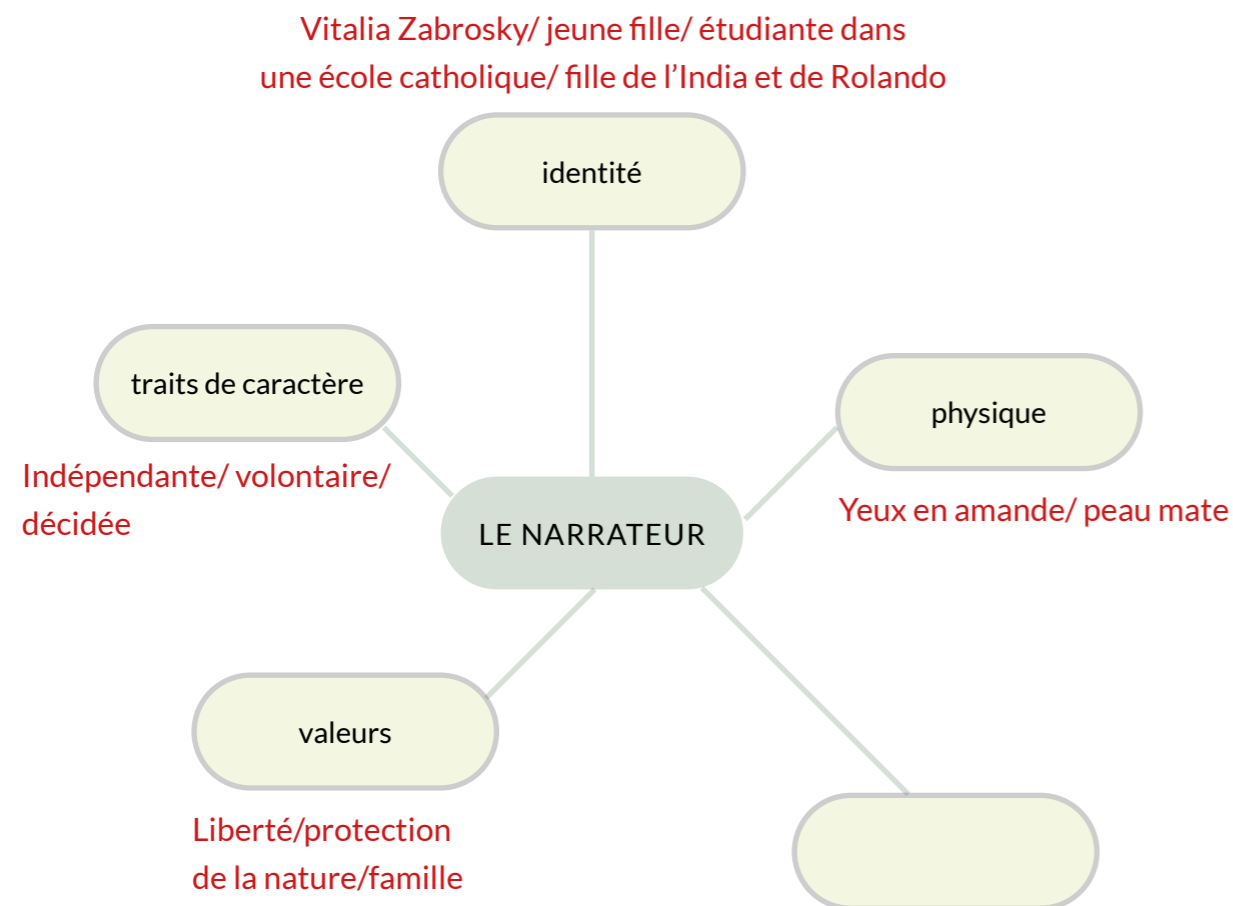 Vitalia Zabrosky/ jeune fille/ étudiante dans
une école catholique/ fille de l’India et de Rolando
identité
traits de caractère
physique
Indépendante/ volontaire/
décidée
Yeux en amande/ peau mate
LE NARRATEUR
valeurs
Liberté/protection
de la nature/famille